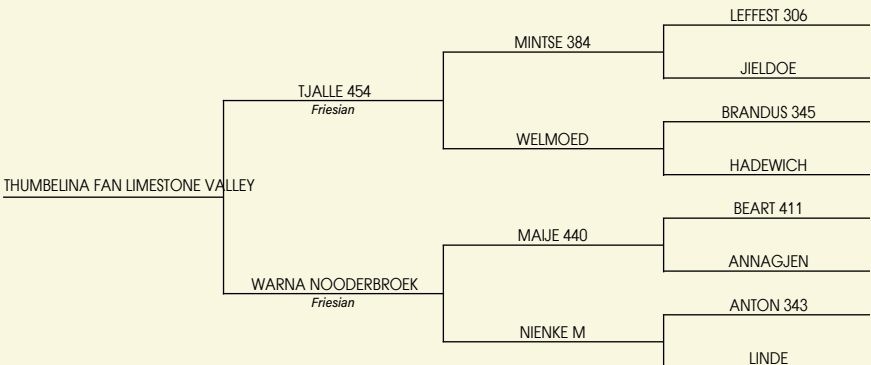 LEFFEST 306
MINTSE 384
JIELDOE
TJALLE 454
Friesian
BRANDUS 345
WELMOED
HADEWICH
THUMBELINA FAN LIMESTONE VALLEY
BEART 411
MAIJE 440
ANNAGJEN
WARNA NOODERBROEK
Friesian
ANTON 343
NIENKE M
LINDE